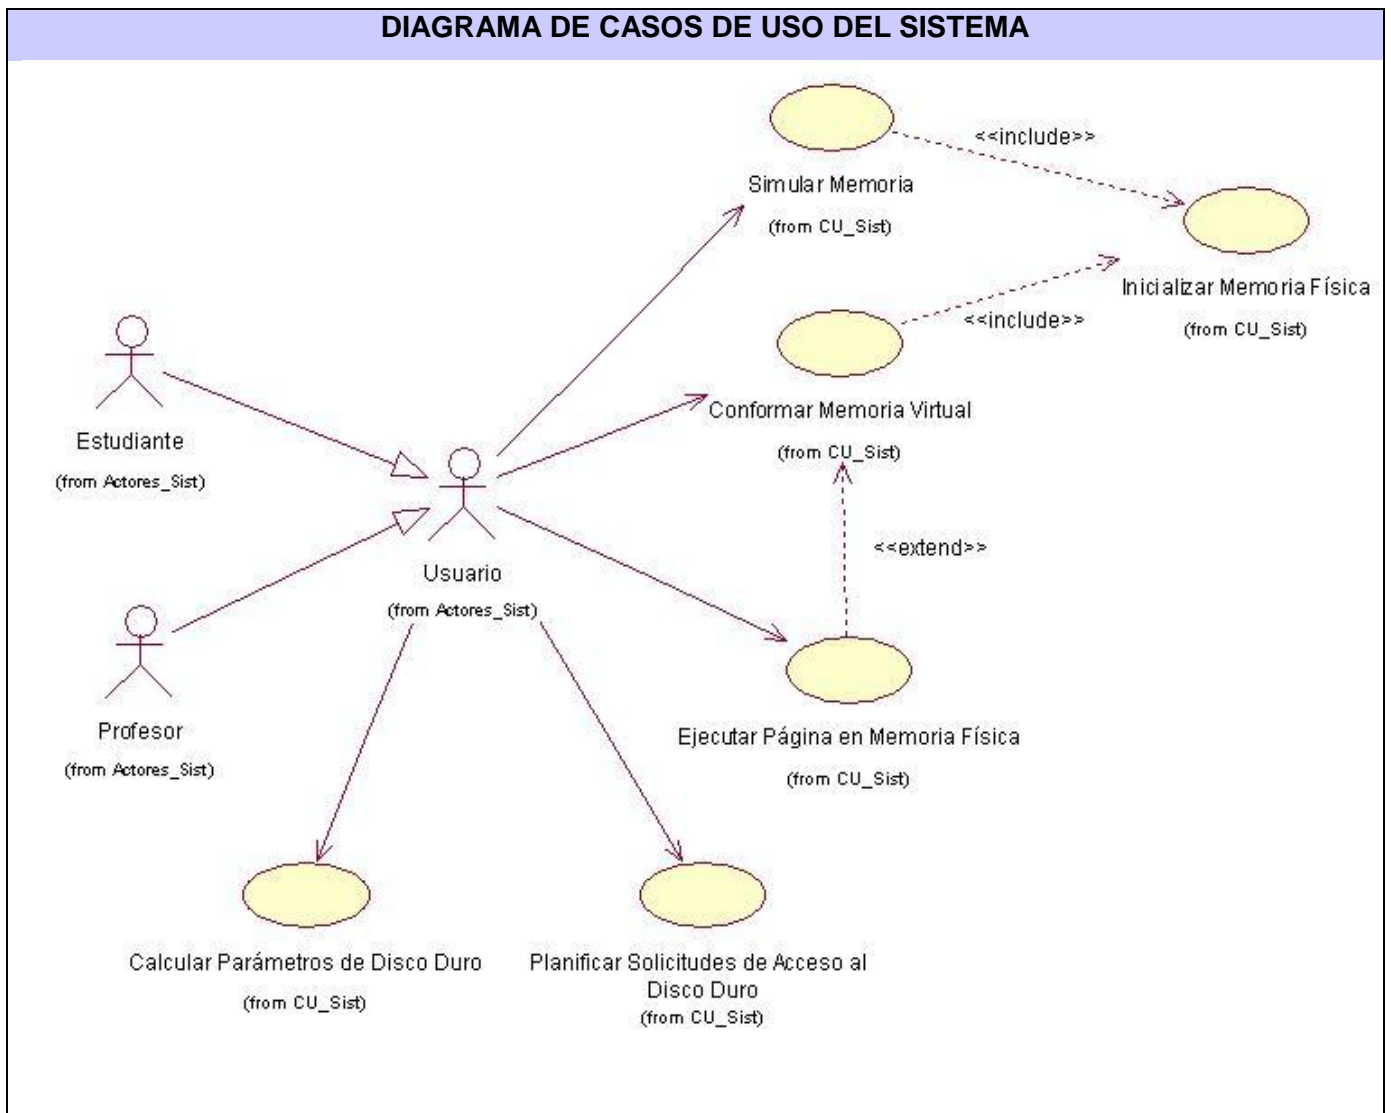 DIAGRAMA DE CASOS DE USO DEL SISTEMA
<<include>>
Simular Memoria
(from CU_Sist)
Inicializar Memoria Física
(from CU_Sist)
<<include>>
Conformar Memoria Virtual
(from CU_Sist)
Estudiante
(from Actores_Sist)
<<extend>>
Usuario
(from Actores_Sist)
Profesor
(from Actores_Sist)
Ejecutar Página en Memoria Física
(from CU_Sist)
Calcular Parámetros de Disco Duro
(from CU_Sist)
Planificar Solicitudes de Acceso al
Disco Duro
(from CU_Sist)